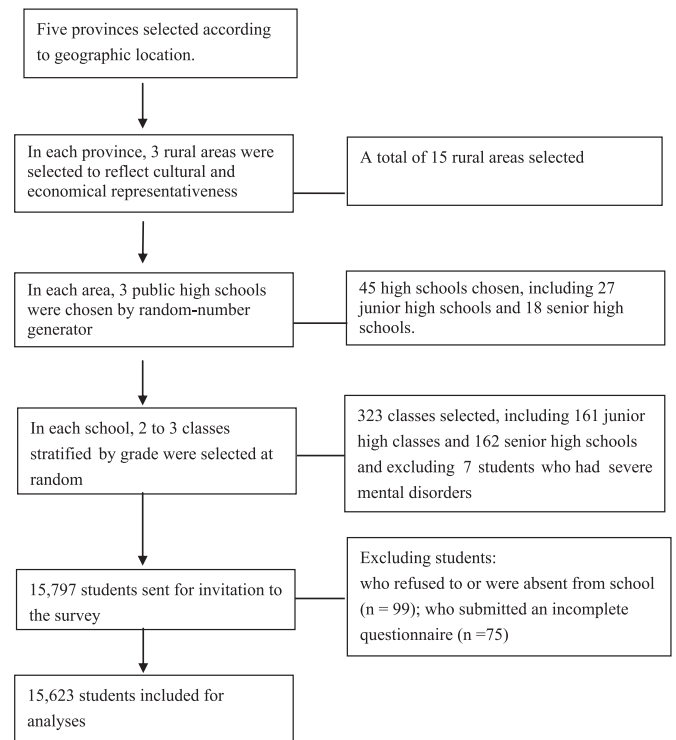 Five provinces selected according
to geographic location.
In each province, 3 rural areas were
selected to reflect cultural and
economical representativeness
A total of 15 rural areas selected
In each area, 3 public high schools
were chosen by random-number
generator
45 high schools chosen, including 27
junior high schools and 18 senior high
schools.
In each school, 2 to 3 classes
stratified by grade were selected at
random
323 classes selected, including 161 junior
high classes and 162 senior high schools
and excluding 7 students who had severe
mental disorders
15,797 students sent for invitation to
the survey
Excluding students:
who refused to or were absent from school
(n = 99); who submitted an incomplete
questionnaire (n =75)
15,623 students included for
analyses